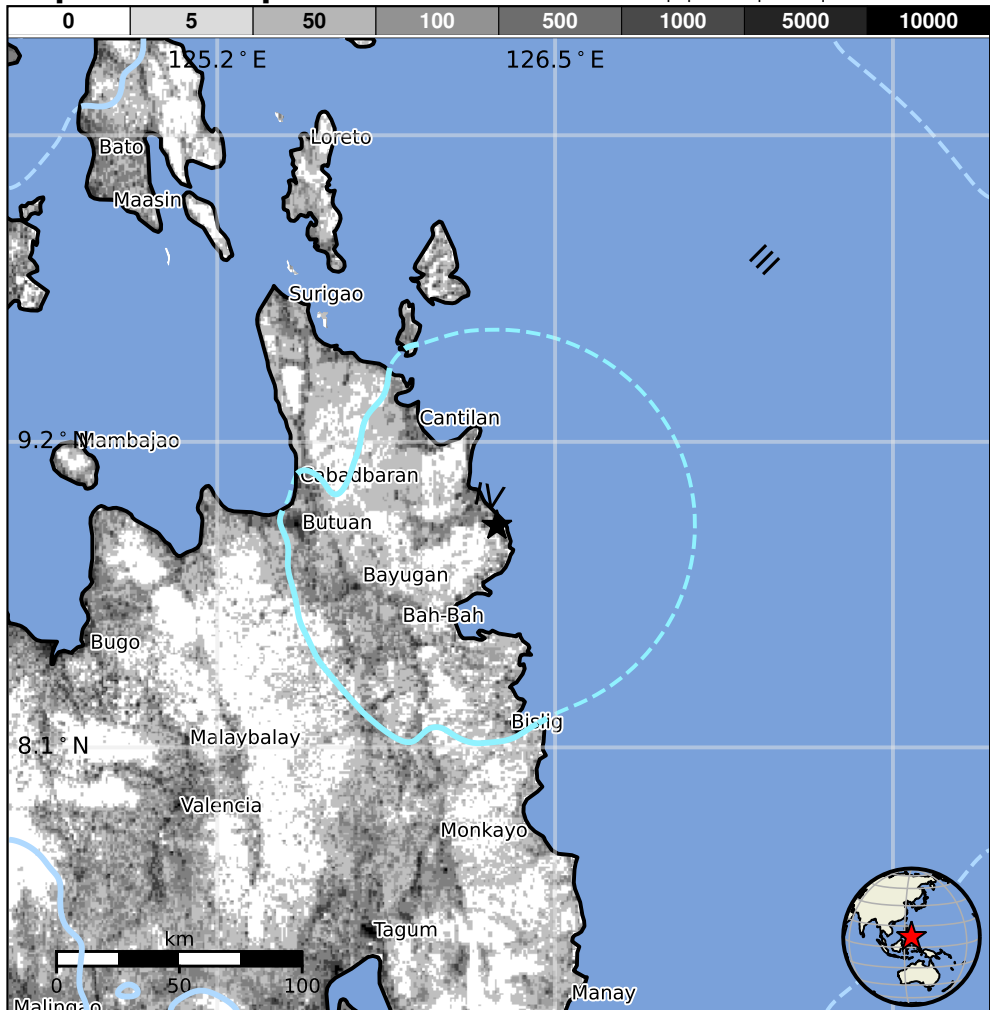 0 5 50 100 500 1000 5000 10000
125.2°E 126.5°E
Loreto
Bato
Maasin
Surigao
Cantilan
9.2°N Mambajao
Cabadbaran
IV
Butuan
Bayugan
Bah-Bah
Bugo
Bislig
Malaybalay
8.1°N
Valencia
Monkayo
Tagum
km
0 50 100
Manay
Malingao